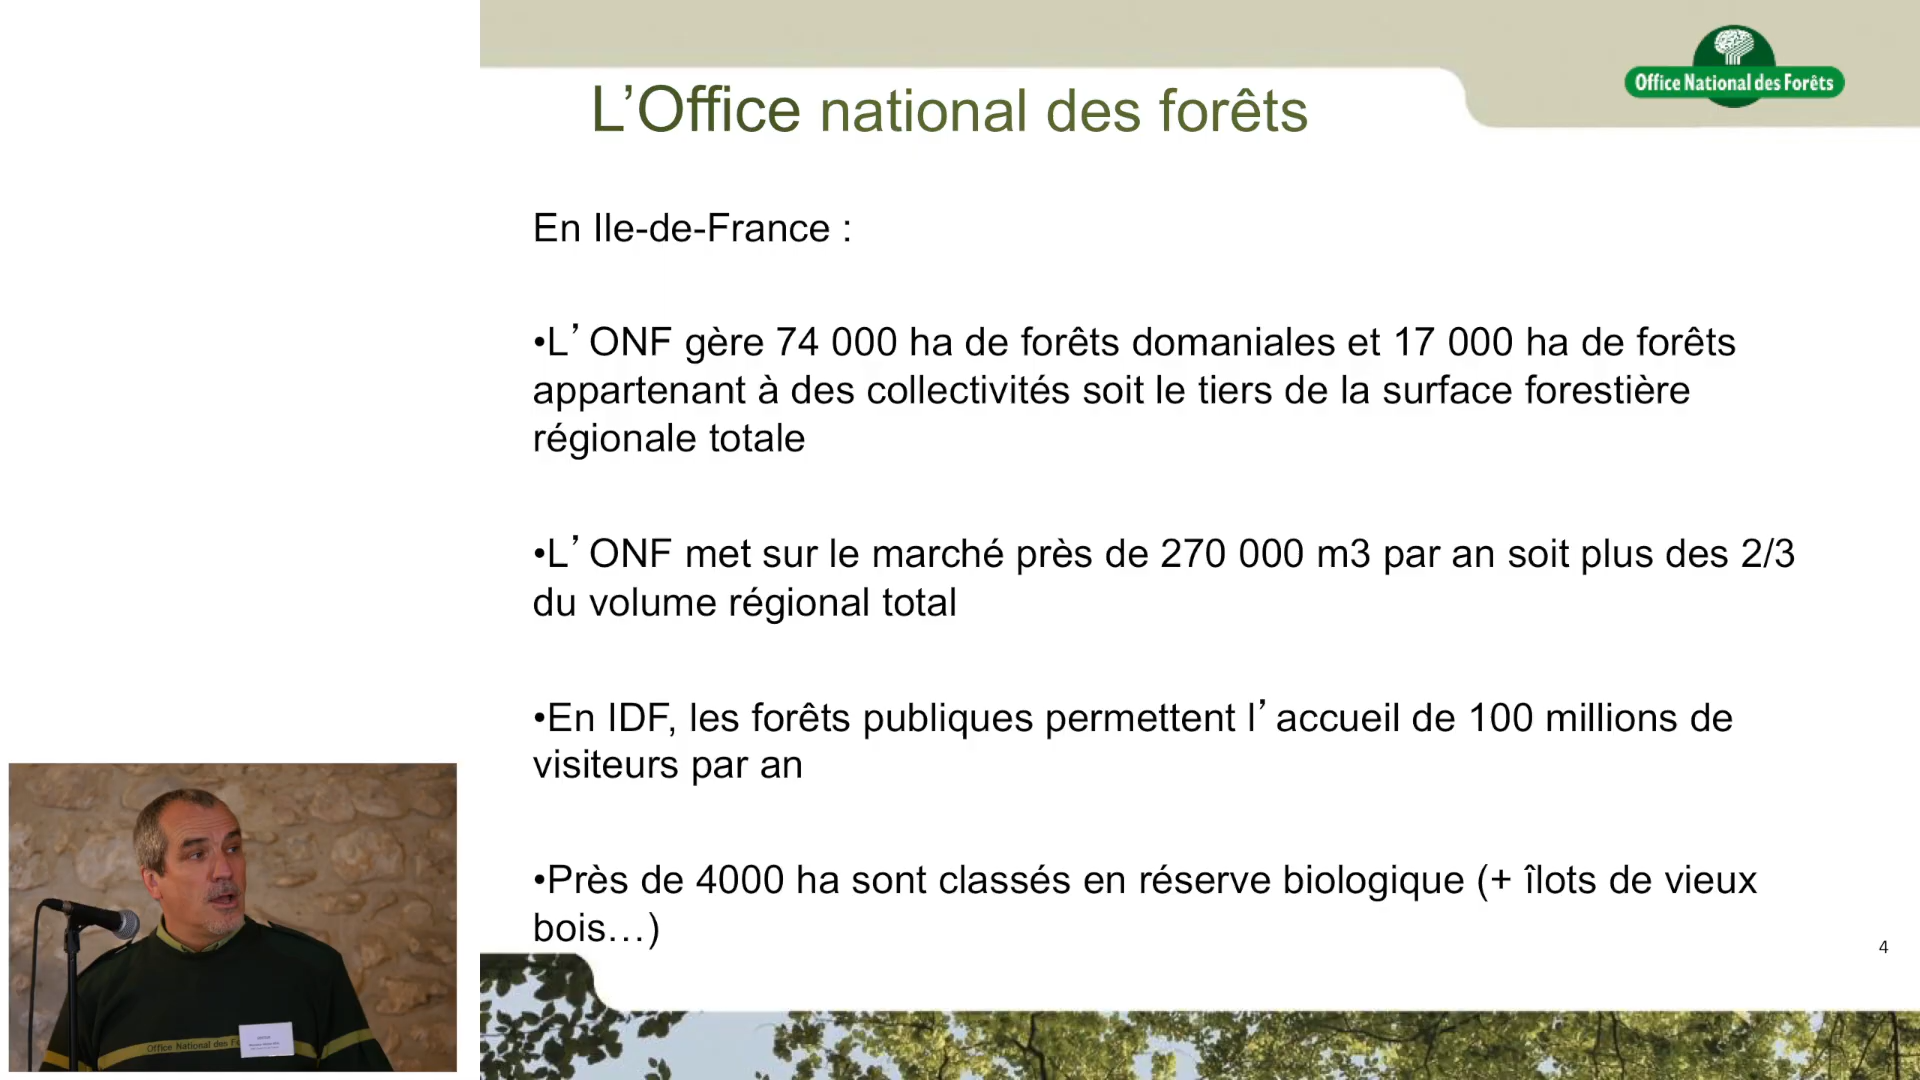 Office National des Forêts
L’Office national des forêts
En Ile-de-France :
•L’ONF gère 74 000 ha de forêts domaniales et 17 000 ha de forêts
appartenant à des collectivités soit le tiers de la surface forestière
régionale totale
•L’ONF met sur le marché près de 270 000 m3 par an soit plus des 2/3
du volume régional total
•En IDF, les forêts publiques permettent l’accueil de 100 millions de
visiteurs par an
•Près de 4000 ha sont classés en réserve biologique (+ îlots de vieux
bois…)
4
Office National des